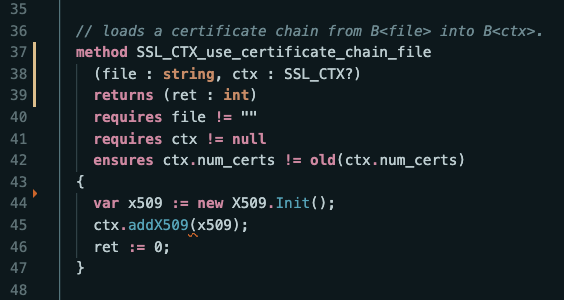 35
36 // loads a certificate chain from B<file> into B<ctx>.
37 method SSL_CTX_use_certificate_chain_file
38 (file : string, ctx : SSL_CTX?)
39 returns (ret : int)
40 requires file != ""
41 requires ctx != null
42 ensures ctx.num_certs != old(ctx.num_certs)
43 {
44 var x509 := new X509.Init();
45 ctx.addX509(x509);
46 ret := 0;
47 }
48